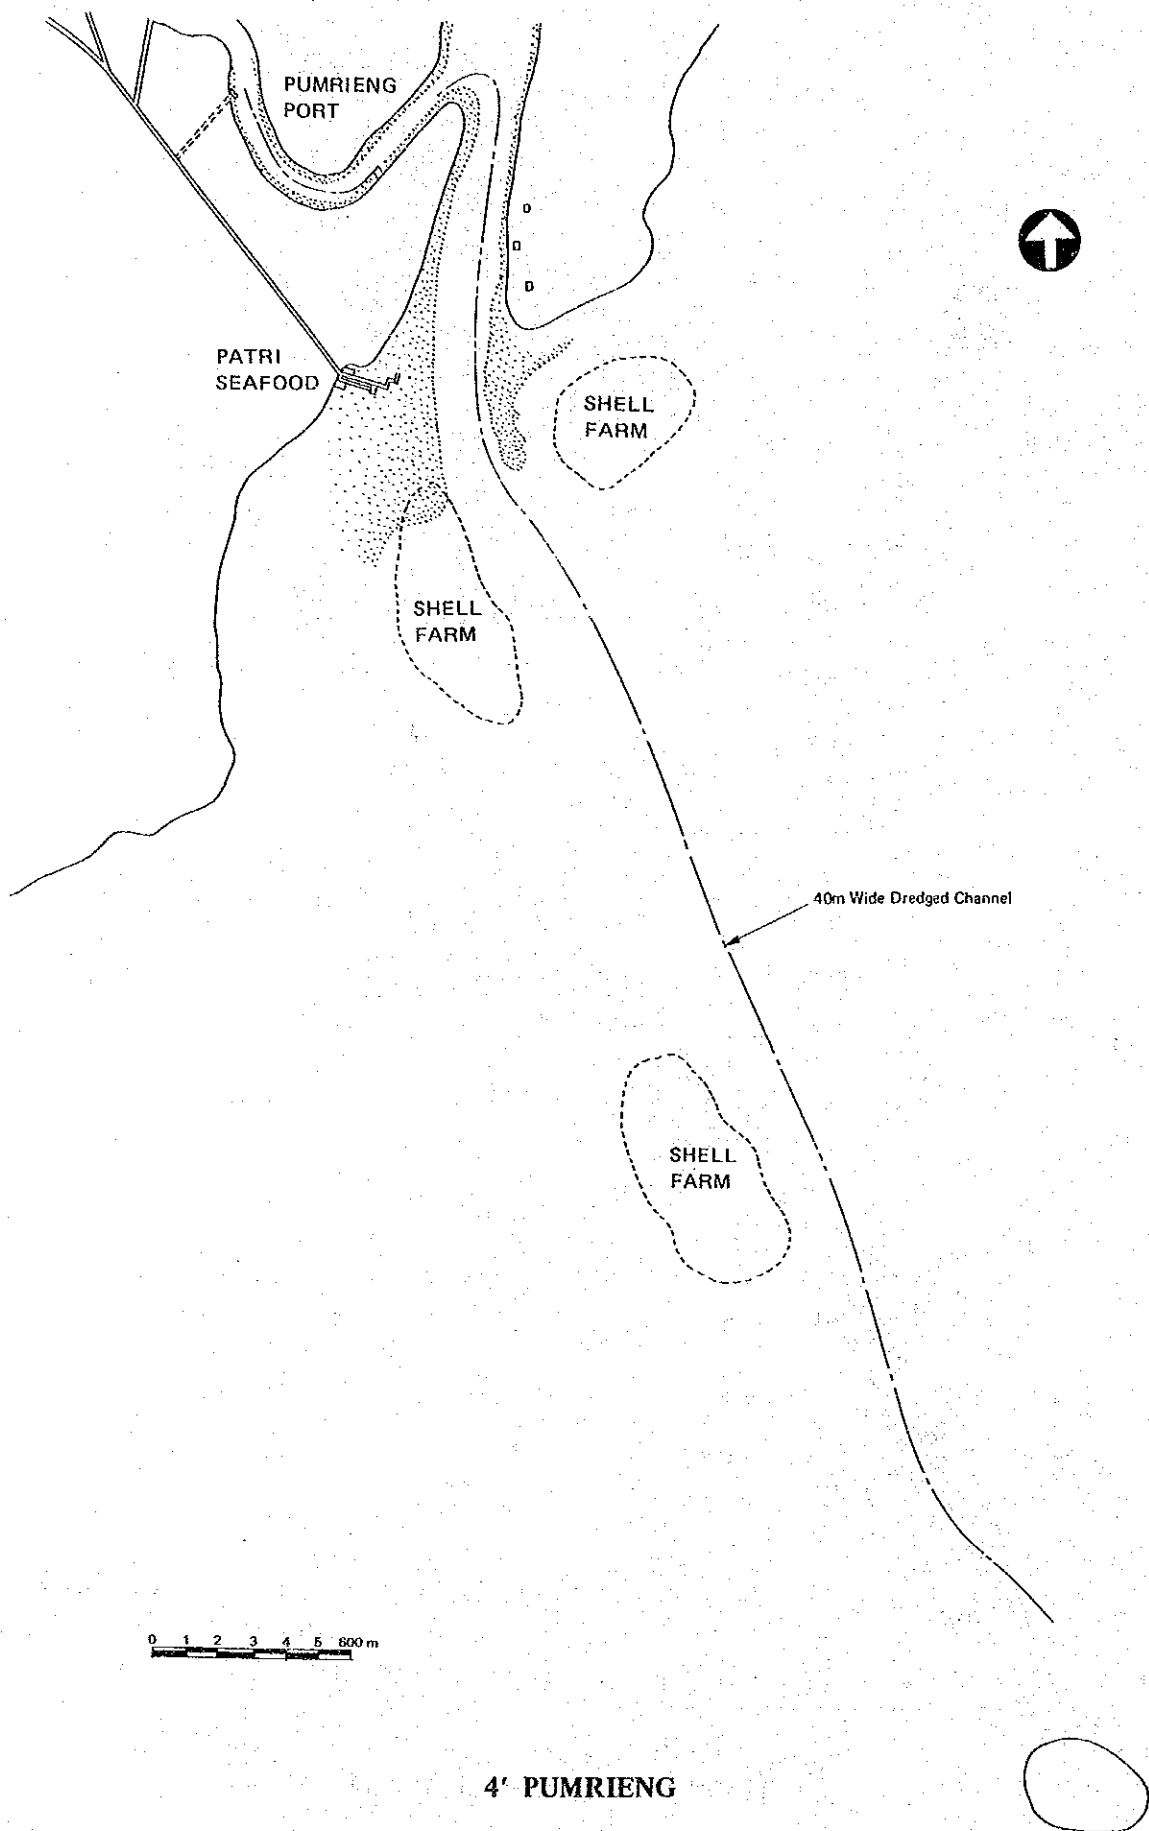 PUMRIENG
PORT
PATRI
SEAFOOD
SHELL
FARM
SHELL
FARM
40m Wide Dredged Channel
SHELL
FARM
0 1 2 3 4 5 600 m
4' PUMRIENG